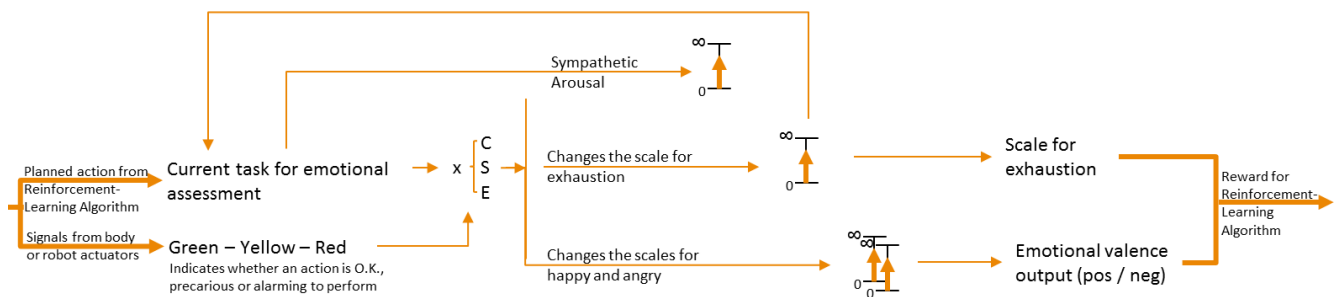 Planned action from
Reinforcement-
Learning Algorithm
Signals from body
or robot actuators
Current task for emotional
assessment
Green – Yellow – Red
Indicates whether an action is O.K.,
precarious or alarming to perform
x
C
S
E
Sympathetic
Arousal
∞
0
Changes the scale for
exhaustion
∞
0
Changes the scales for
happy and angry
∞
∞
0
0
Scale for
exhaustion
Emotional valence
output (pos / neg)
Reward for
Reinforcement-
Learning
Algorithm